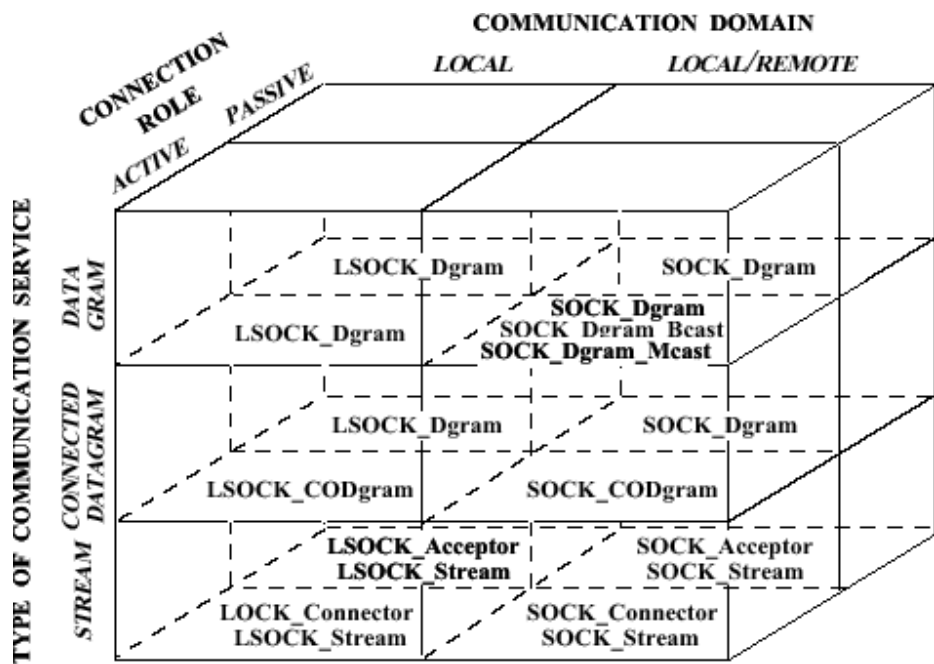 COMMUNICATION DOMAIN
LOCAL
LOCAL/REMOTE
CONNECTION
ROLE
PASSIVE
ACTIVE
TYPE OF COMMUNICATION SERVICE
DATA
GRAM
LSOCK_Dgram
SOCK_Dgram
LSOCK_Dgram
SOCK_Dgram
SOCK_Dgram_Bcast
SOCK_Dgram_Mcast
CONNECTED
DATAGRAM
LSOCK_Dgram
SOCK_Dgram
LSOCK_CODgram
SOCK_CODgram
STREAM
LSOCK_Acceptor
LSOCK_Stream
SOCK_Acceptor
SOCK_Stream
LOCK_Connector
LSOCK_Stream
SOCK_Connector
SOCK_Stream